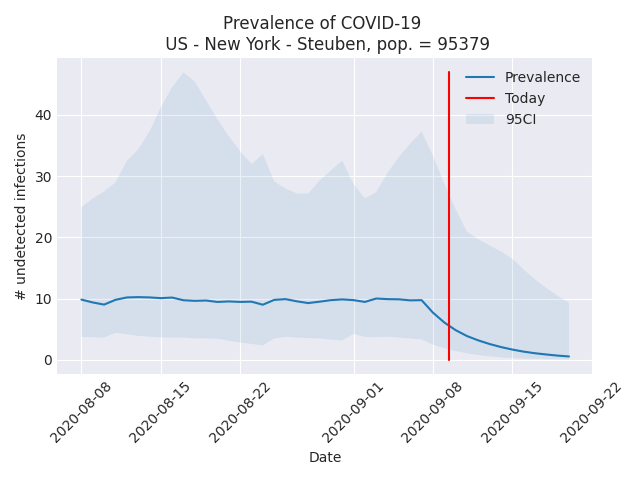 Prevalence of COVID-19
US - New York - Steuben, pop. = 95379
Prevalence
Today
95CI
# undetected infections
40
30
20
10
0
2020-08-08
2020-08-15
2020-08-22
2020-09-01
2020-09-08
2020-09-15
2020-09-22
Date